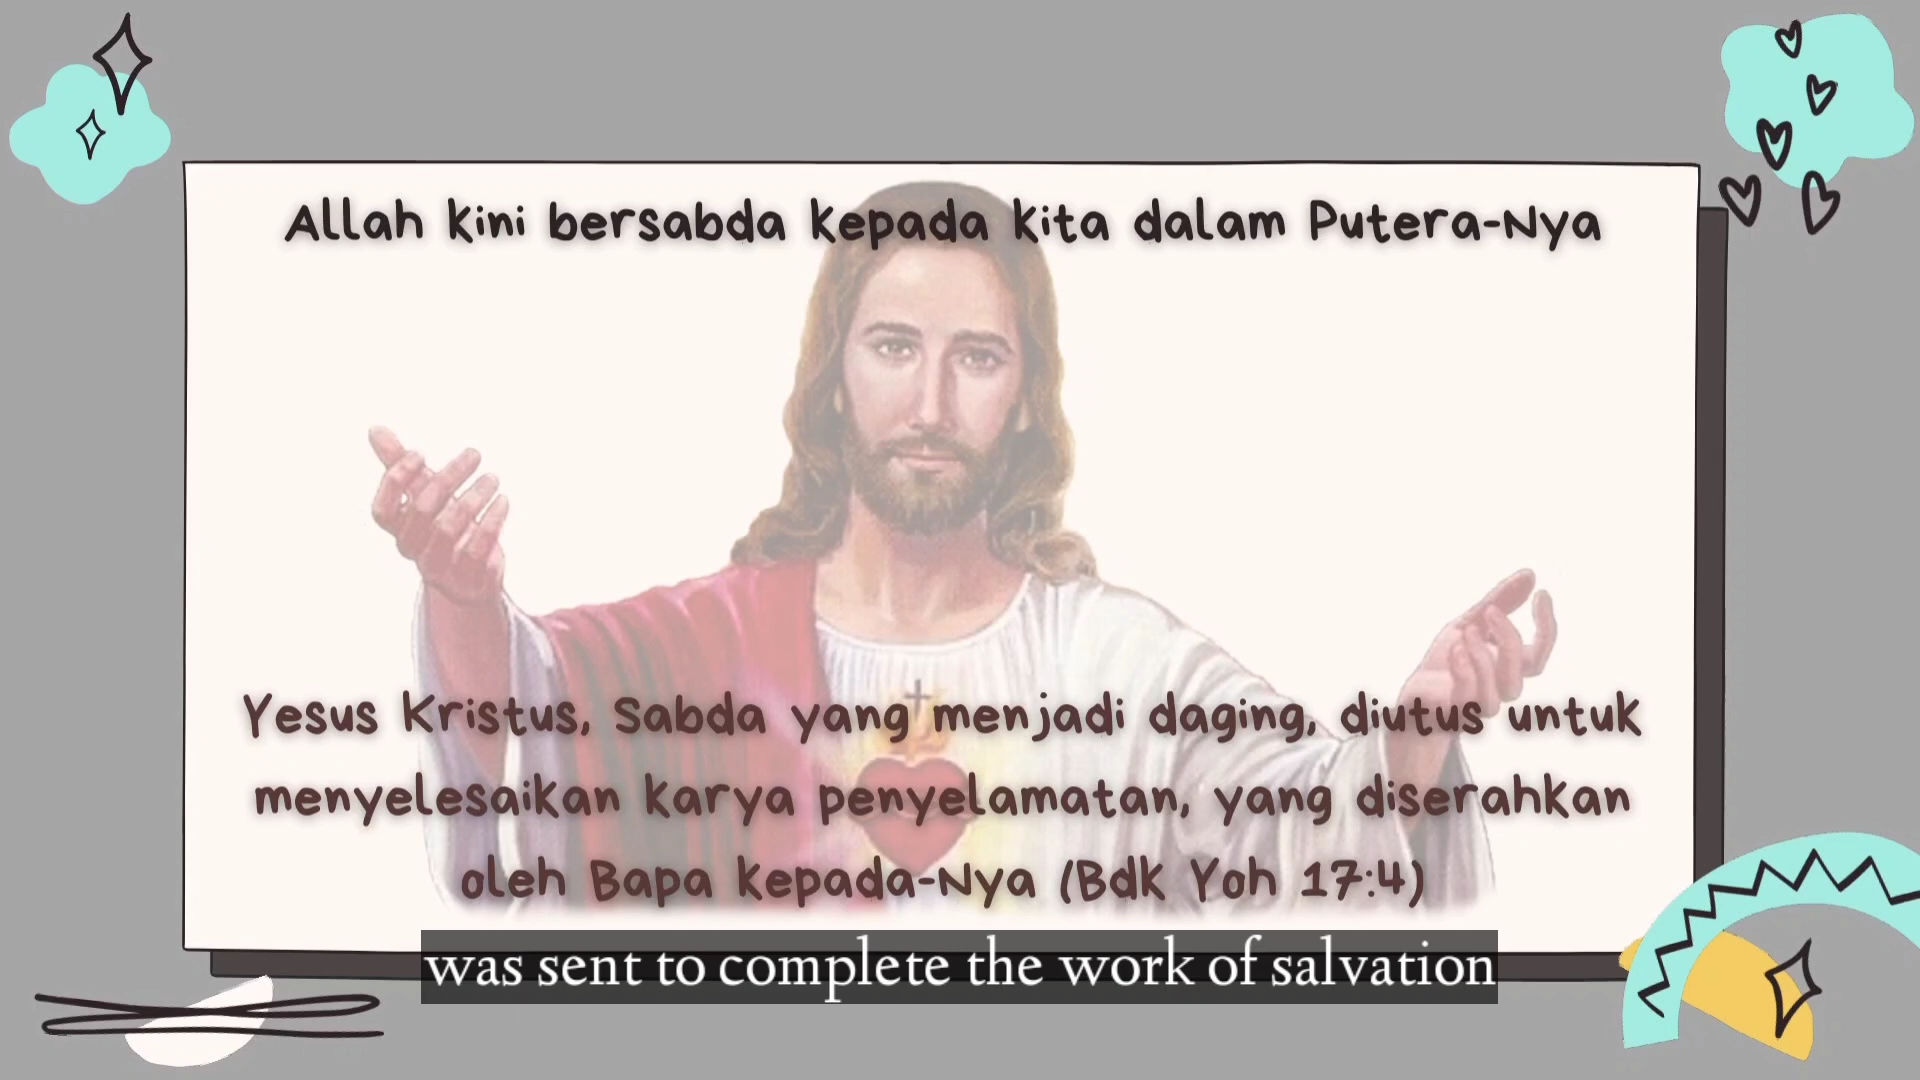 Allah kini bersabda kepada kita dalam Putera-Nya
Yesus Kristus, Sabda yang menjadi daging, diutus untuk
menyelesaikan karya penyelamatan, yang diserahkan
oleh Bapa kepada-Nya (Bdk Yoh 17:4)
was sent to complete the work of salvation